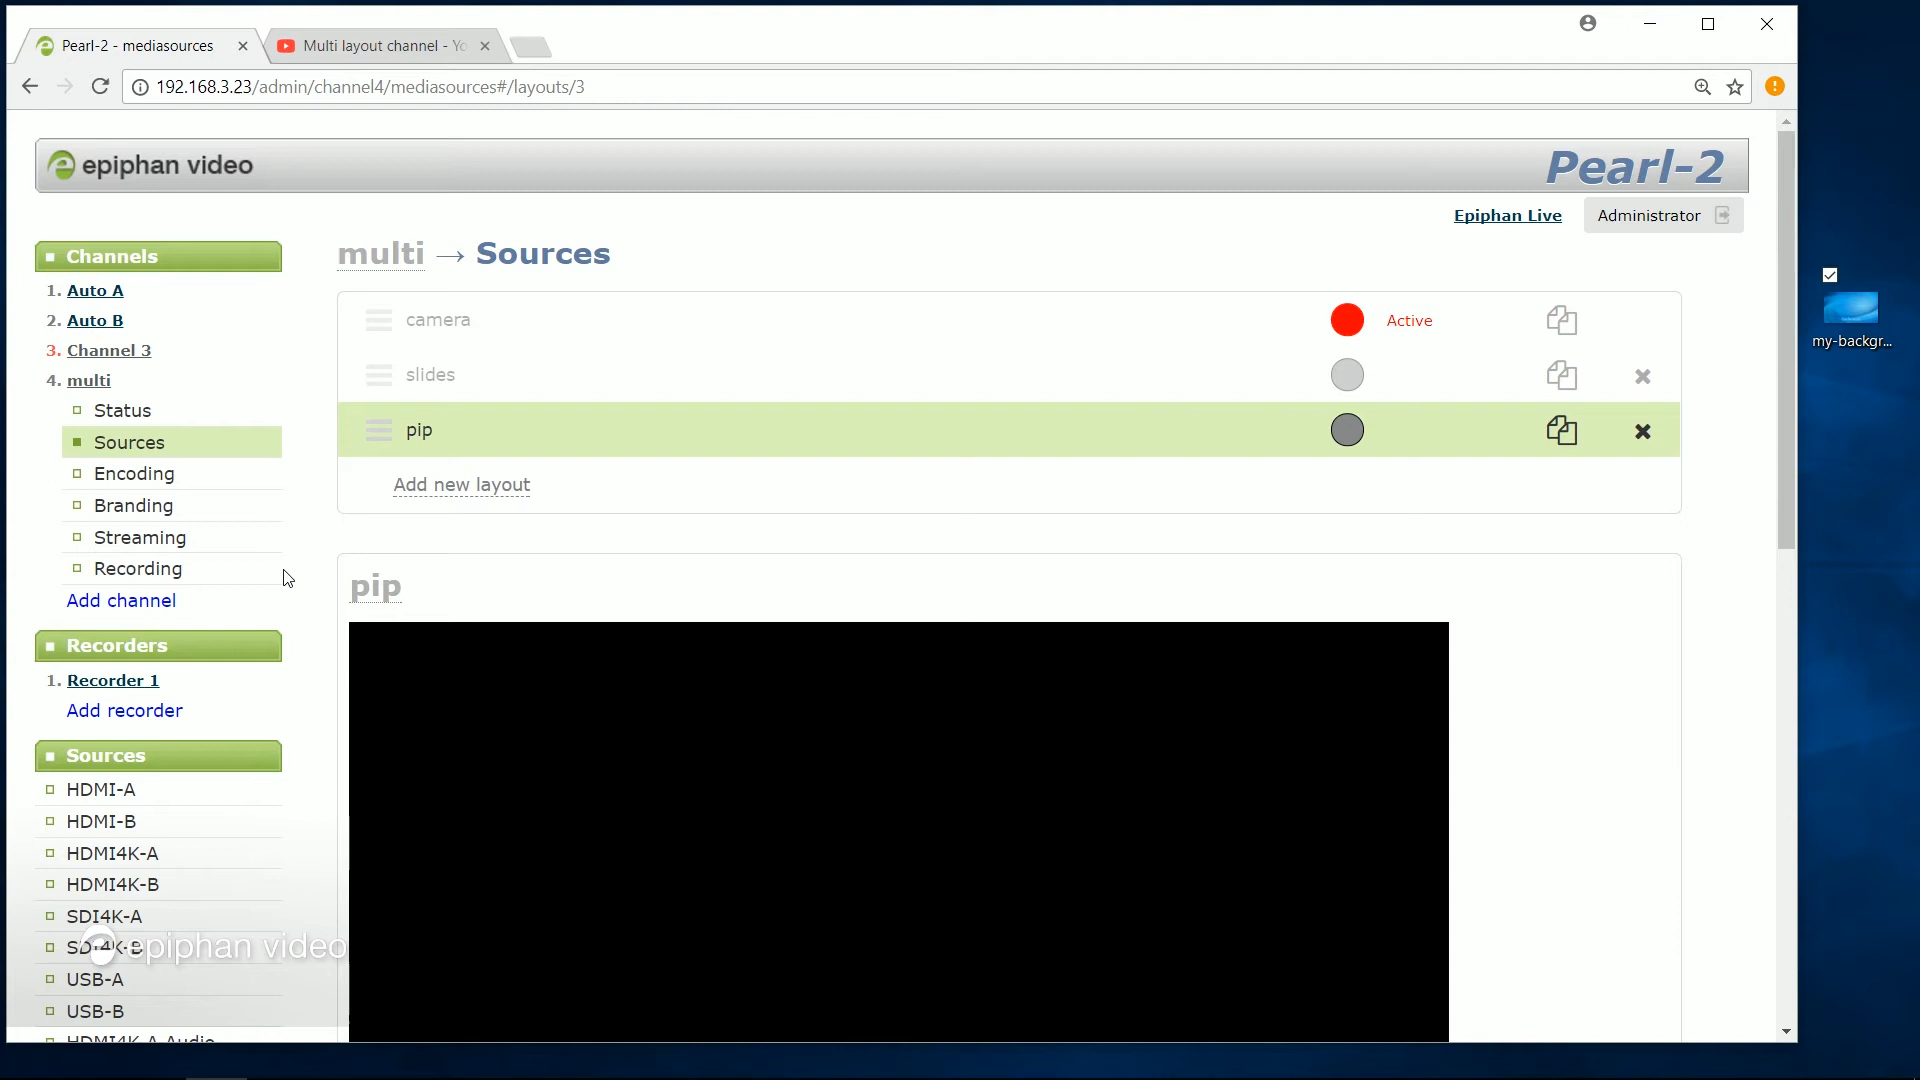 Pearl-2 - mediasources
Multi layout channel - Yo
192.168.3.23/admin/channel4/mediasources#/layouts/3
epiphan video
Pearl-2
Epiphan Live
Administrator
Channels
multi → Sources
1. Auto A
2. Auto B
3. Channel 3
4. multi
Status
Sources
Encoding
Branding
Streaming
Recording
Add channel
camera
Active
slides
pip
Add new layout
pip
Recorders
1. Recorder 1
Add recorder
Sources
HDMI-A
HDMI-B
HDMI4K-A
HDMI4K-B
SDI4K-A
SDI4K-B
epiphan video
USB-A
USB-B
HDMI4K-A Audio
my-backgr...